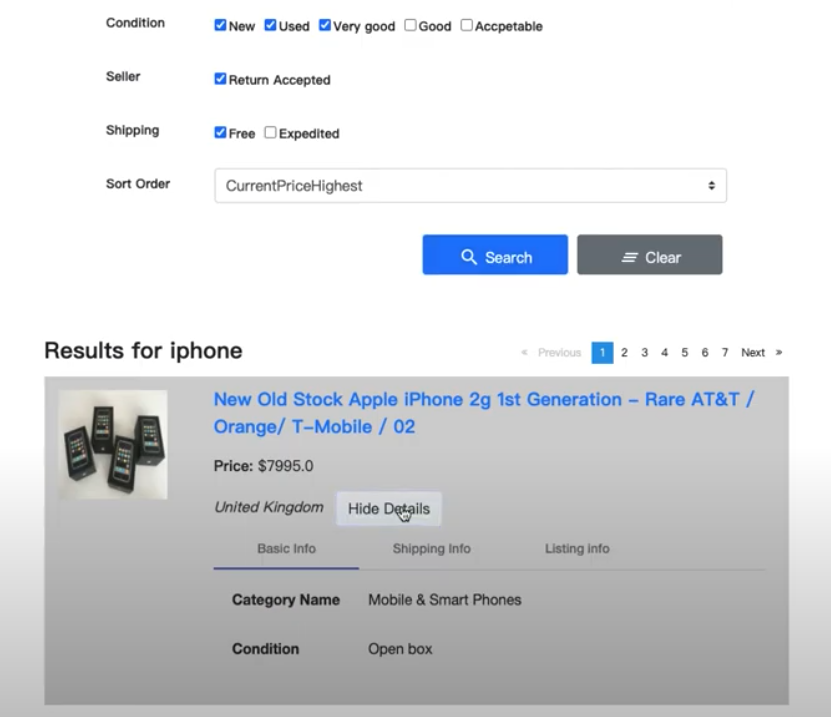 Condition New Used Very good Good Accpetable
Seller Return Accepted
Shipping Free Expedited
Sort Order CurrentPriceHighest
Search Clear
Results for iphone « Previous 1 2 3 4 5 6 7 Next »
New Old Stock Apple iPhone 2g 1st Generation – Rare AT&T /
Orange/ T–Mobile / 02
Price: $7995.0
United Kingdom Hide Details
Basic Info Shipping Info Listing Info
Category Name Mobile & Smart Phones
Condition Open box